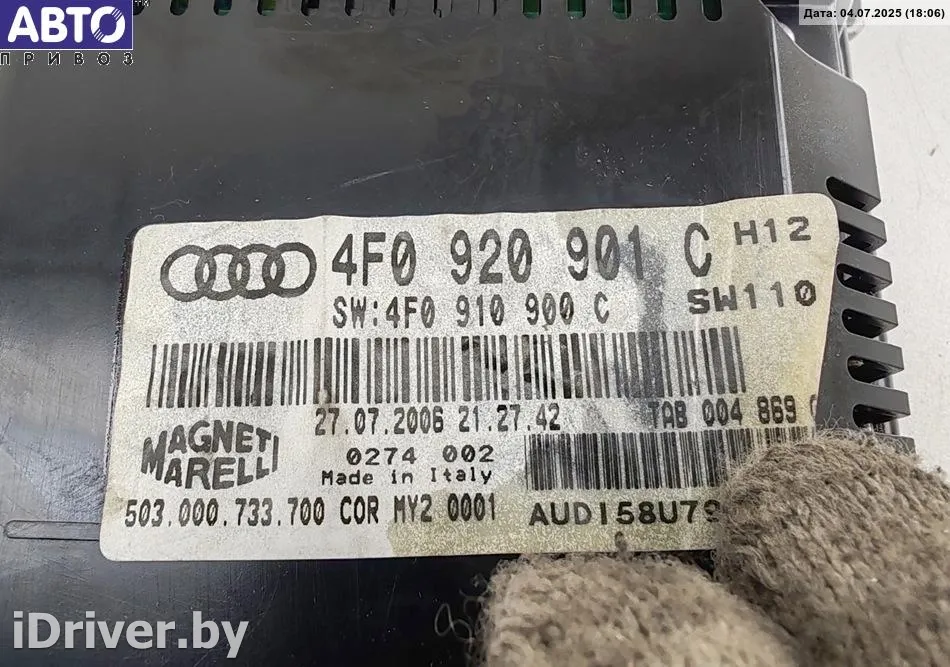 АВТО
ПРИВОЗ
Дата: 04.07.2025 (18:06)
4F0 920 901 C H12
SW:4F0 910 900 C SW110
27.07.2006 21.27.42 TAB 004 869
MAGNETI
MARELLI
0274 002
Made in Italy
503.000.733.700 COR MY2 0001
AUDI58U79
iDriver.by